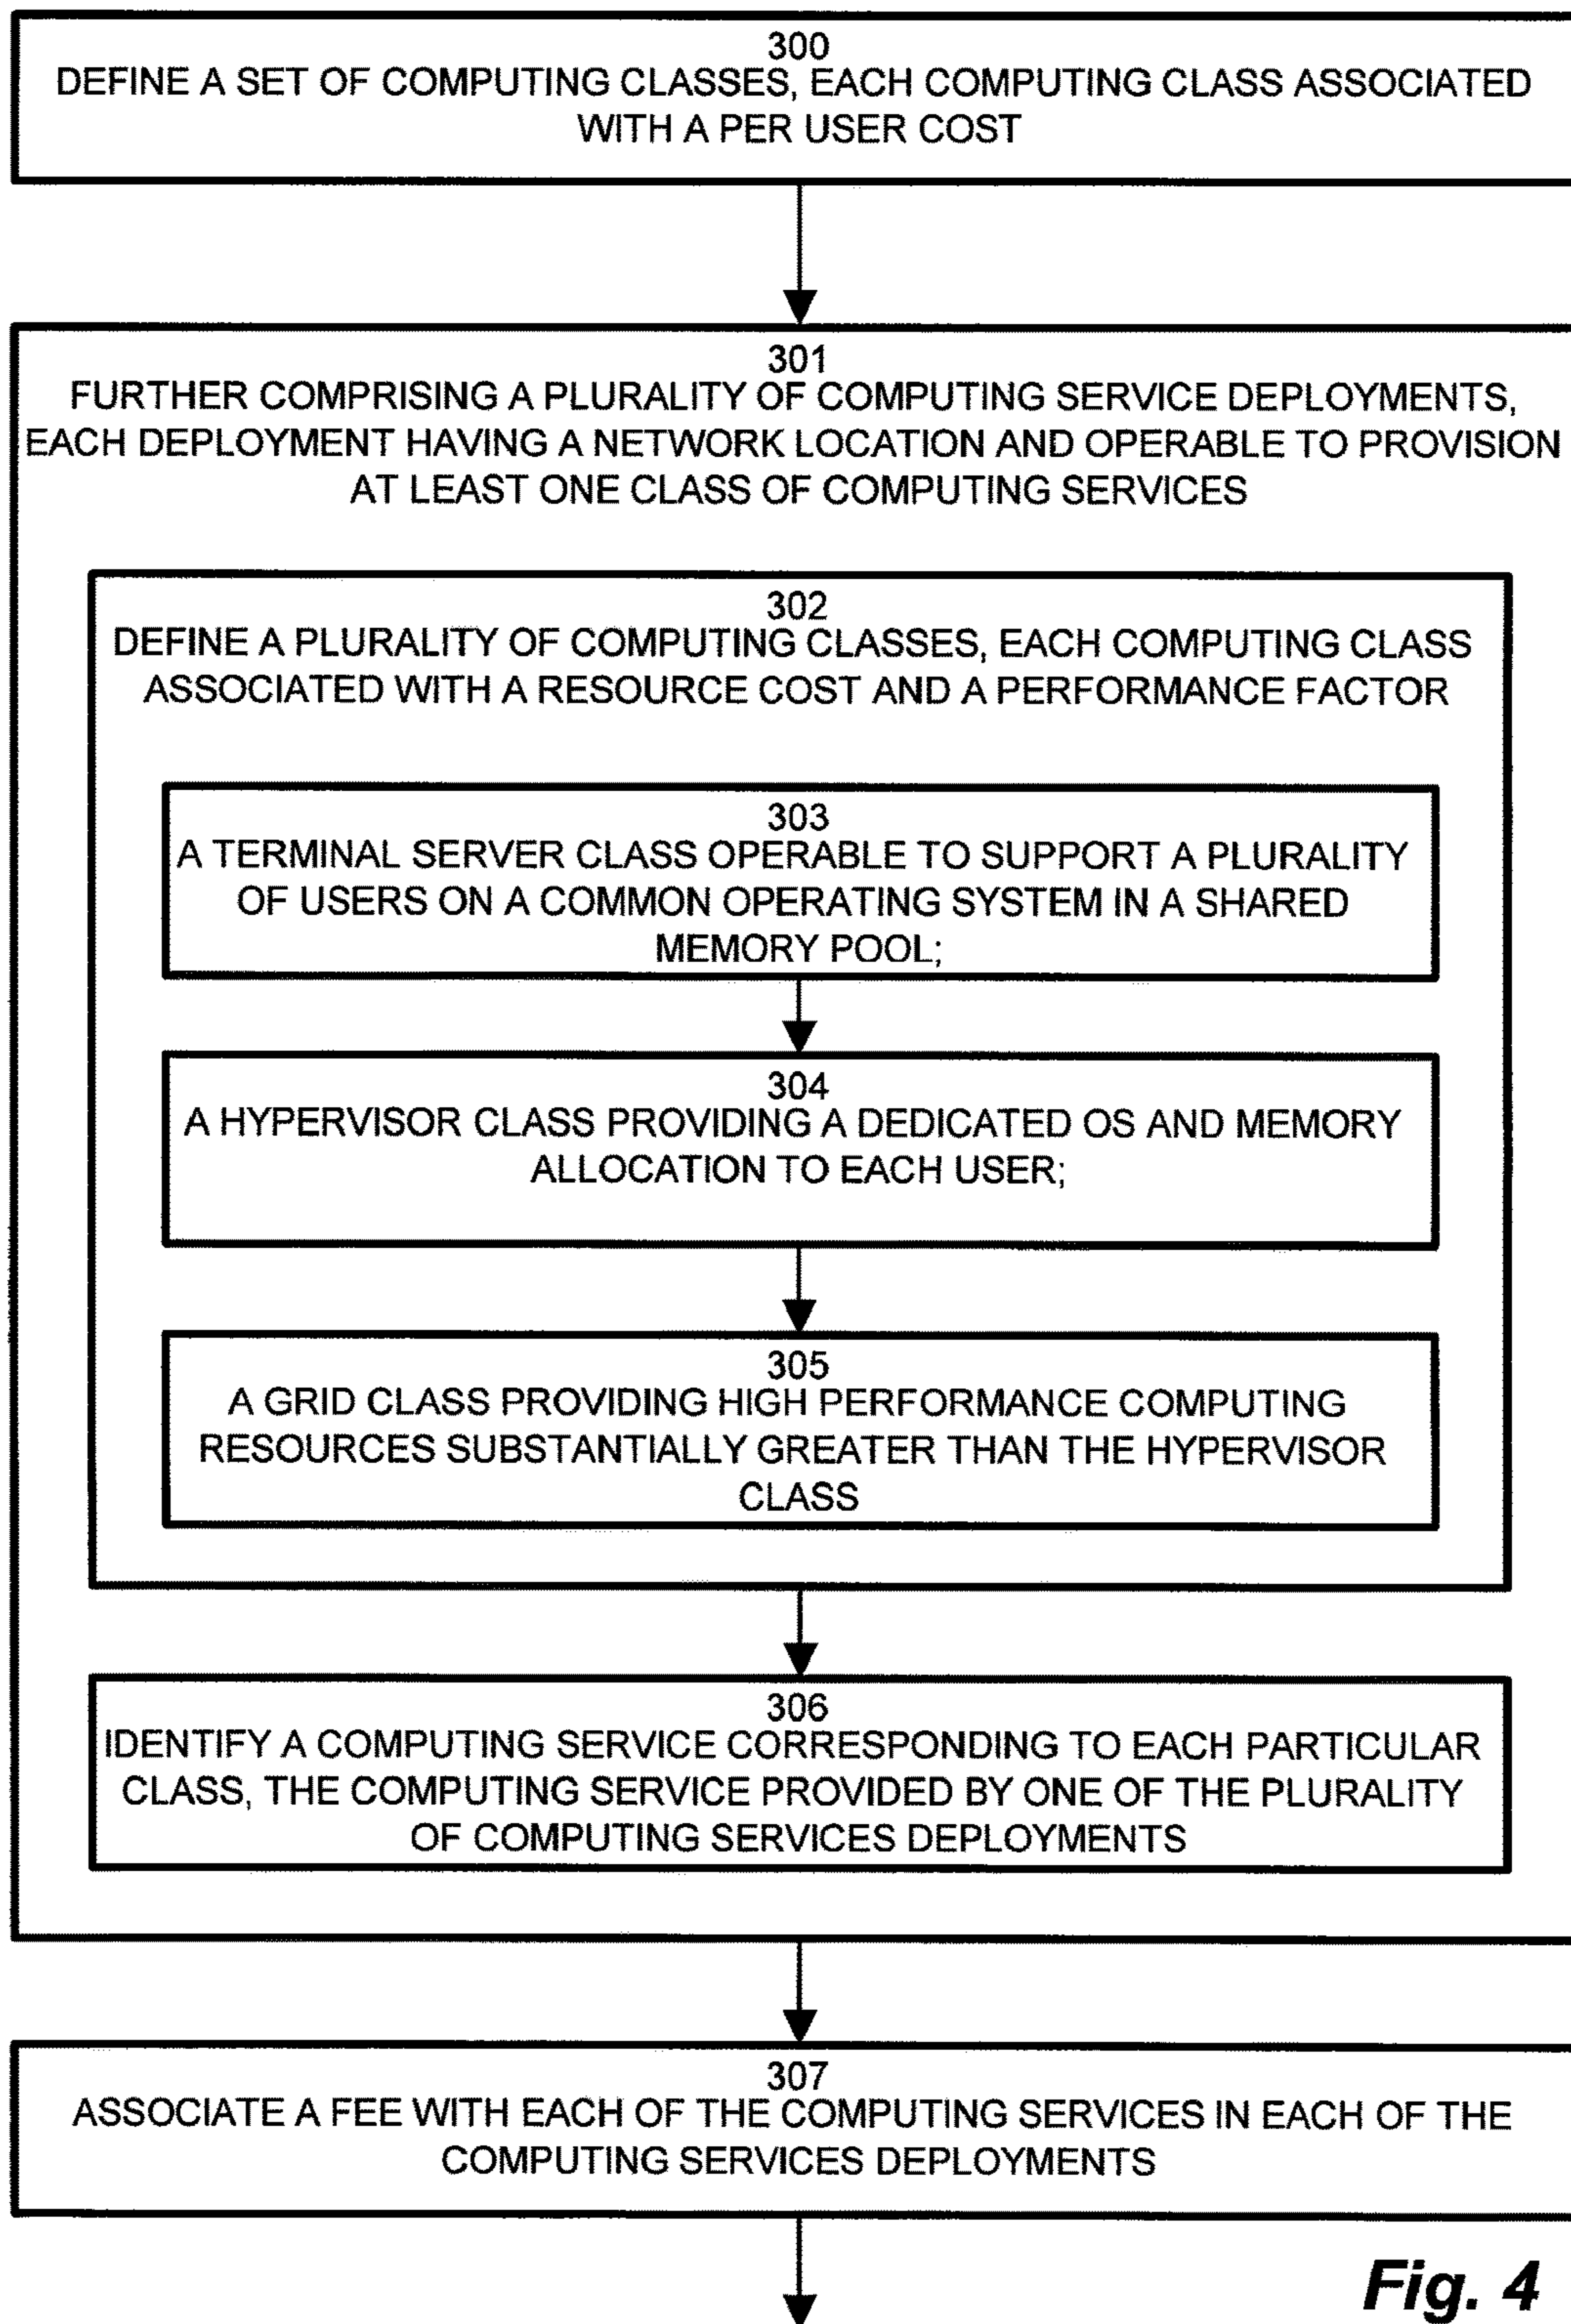 300
DEFINE A SET OF COMPUTING CLASSES, EACH COMPUTING CLASS ASSOCIATED
WITH A PER USER COST
301
FURTHER COMPRISING A PLURALITY OF COMPUTING SERVICE DEPLOYMENTS,
EACH DEPLOYMENT HAVING A NETWORK LOCATION AND OPERABLE TO PROVISION
AT LEAST ONE CLASS OF COMPUTING SERVICES
302
DEFINE A PLURALITY OF COMPUTING CLASSES, EACH COMPUTING CLASS
ASSOCIATED WITH A RESOURCE COST AND A PERFORMANCE FACTOR
303
A TERMINAL SERVER CLASS OPERABLE TO SUPPORT A PLURALITY
OF USERS ON A COMMON OPERATING SYSTEM IN A SHARED
MEMORY POOL;
304
A HYPERVISOR CLASS PROVIDING A DEDICATED OS AND MEMORY
ALLOCATION TO EACH USER;
305
A GRID CLASS PROVIDING HIGH PERFORMANCE COMPUTING
RESOURCES SUBSTANTIALLY GREATER THAN THE HYPERVISOR
CLASS
306
IDENTIFY A COMPUTING SERVICE CORRESPONDING TO EACH PARTICULAR
CLASS, THE COMPUTING SERVICE PROVIDED BY ONE OF THE PLURALITY
OF COMPUTING SERVICES DEPLOYMENTS
307
ASSOCIATE A FEE WITH EACH OF THE COMPUTING SERVICES IN EACH OF THE
COMPUTING SERVICES DEPLOYMENTS
Fig. 4